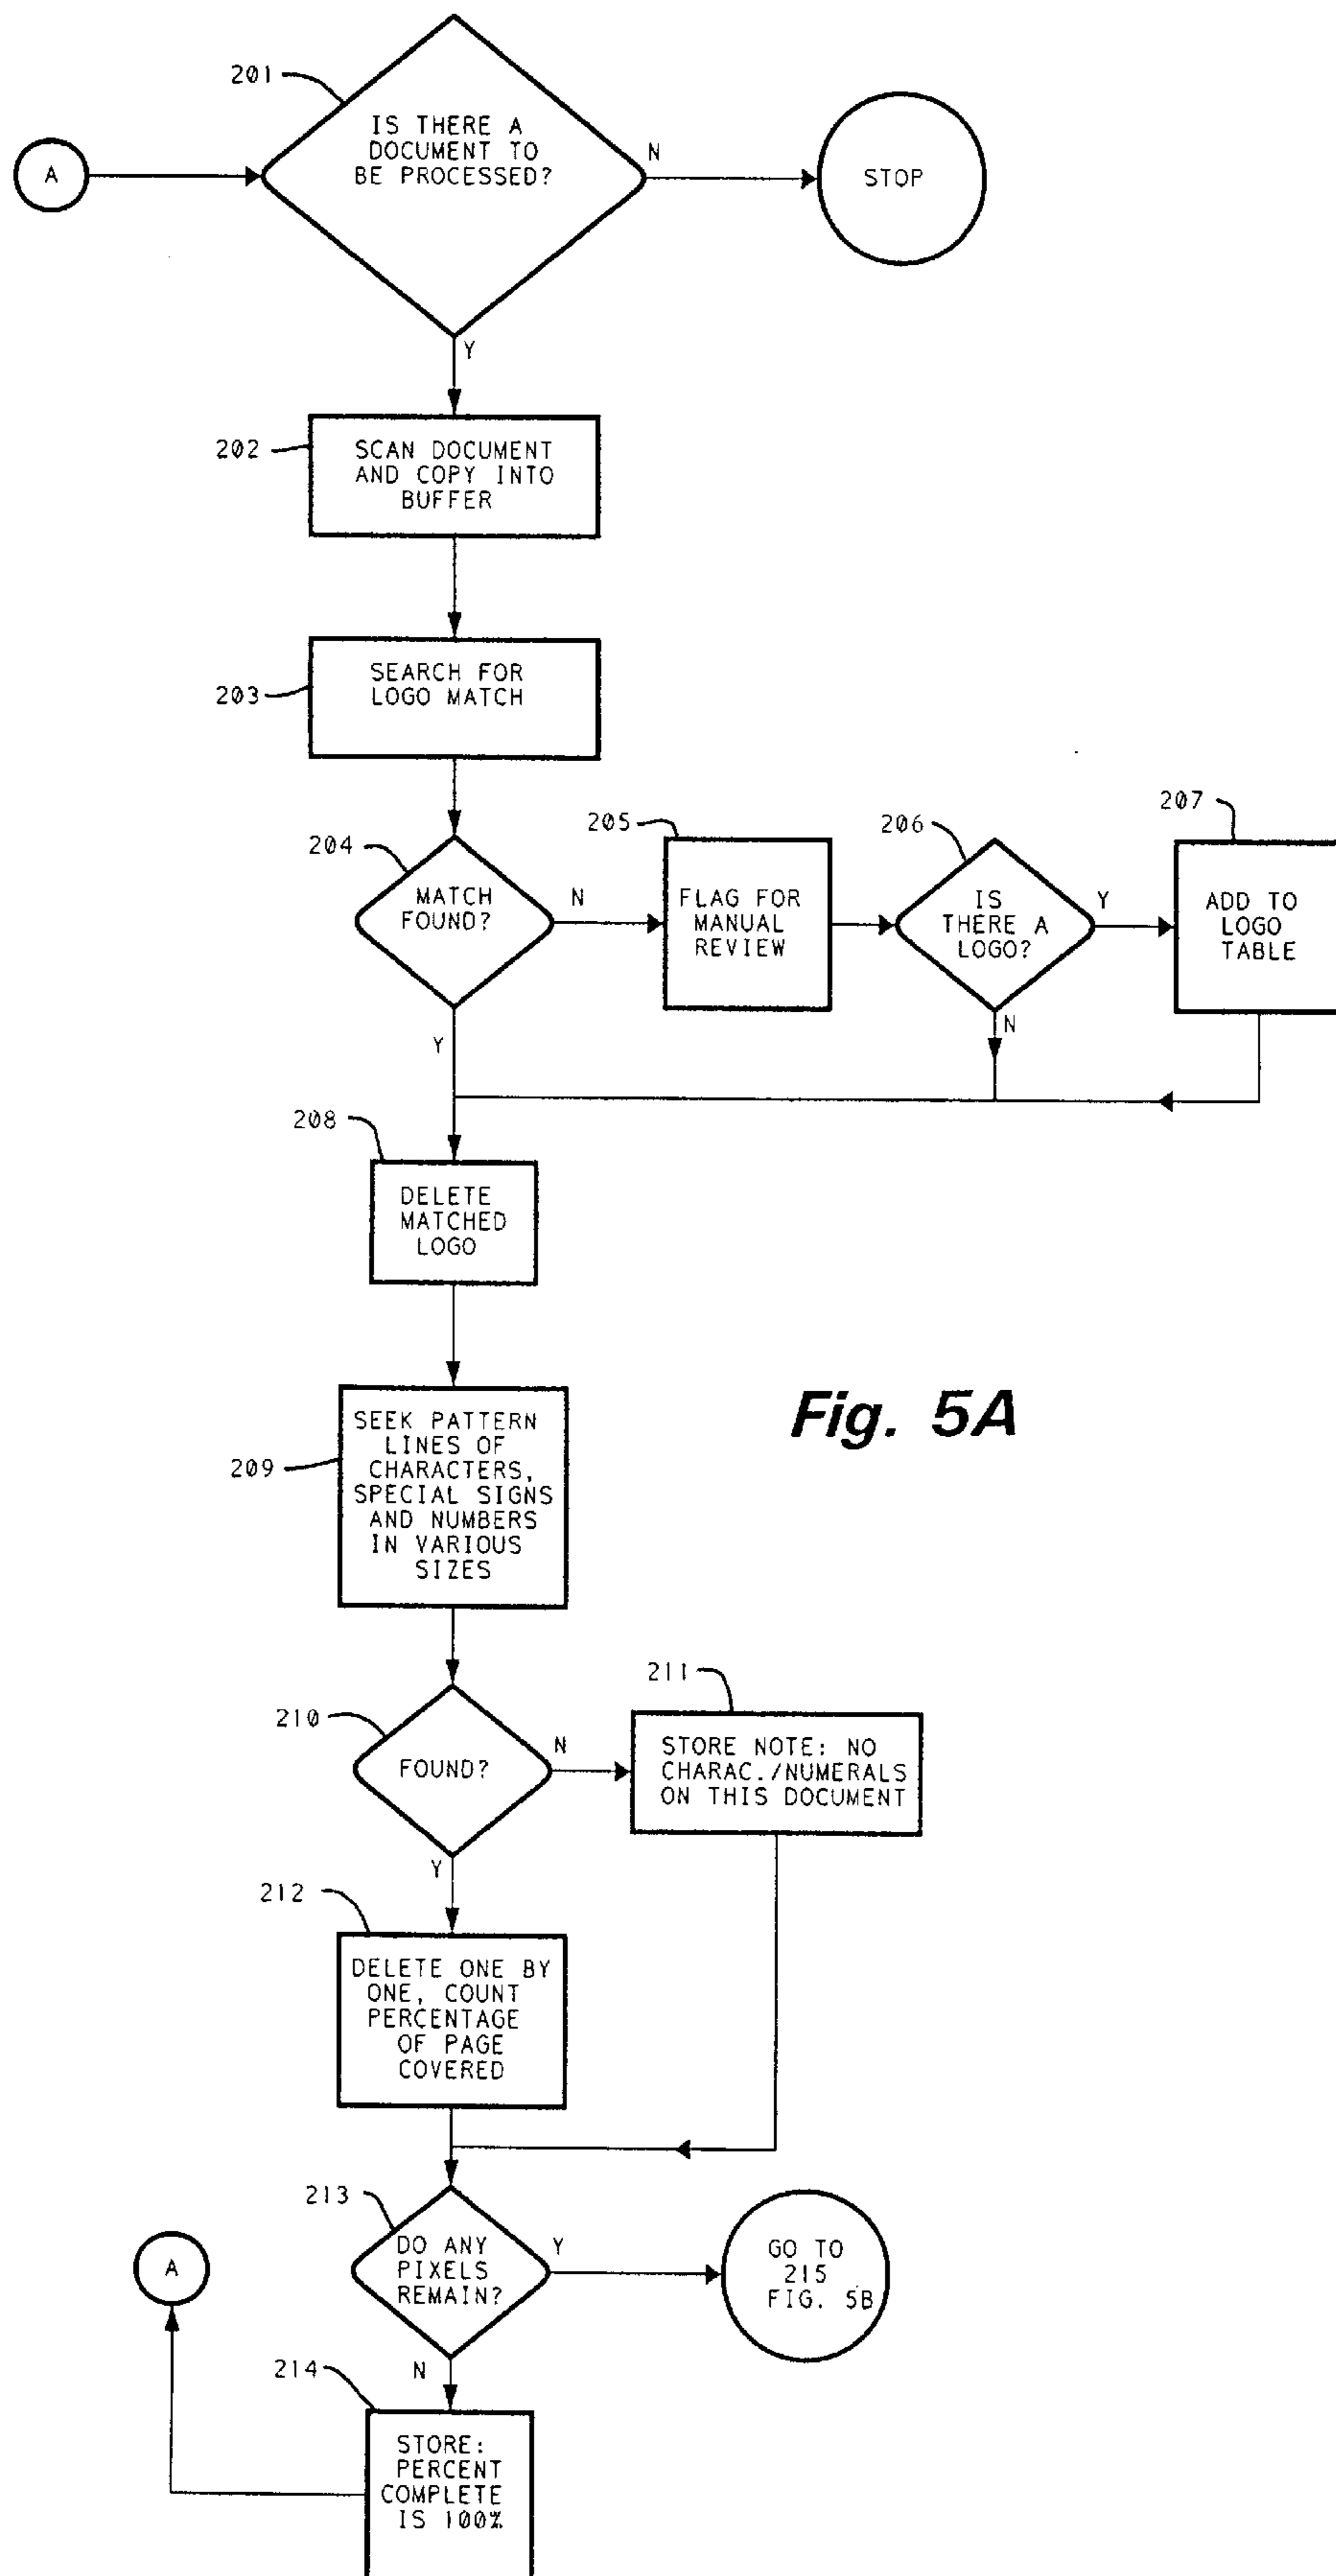 201
IS THERE A
DOCUMENT TO
BE PROCESSED?
A
N
STOP
Y
202
SCAN DOCUMENT
AND COPY INTO
BUFFER
203
SEARCH FOR
LOGO MATCH
204
MATCH
FOUND?
N
Y
205
FLAG FOR
MANUAL
REVIEW
206
IS
THERE A
LOGO?
Y
N
207
ADD TO
LOGO
TABLE
208
DELETE
MATCHED
LOGO
Fig. 5A
209
SEEK PATTERN
LINES OF
CHARACTERS,
SPECIAL SIGNS
AND NUMBERS
IN VARIOUS
SIZES
210
FOUND?
N
Y
211
STORE NOTE: NO
CHARAC./NUMERALS
ON THIS DOCUMENT
212
DELETE ONE BY
ONE, COUNT
PERCENTAGE
OF PAGE
COVERED
213
DO ANY
PIXELS
REMAIN?
Y
N
GO TO
215
FIG. 5B
A
214
STORE:
PERCENT
COMPLETE
IS 100%